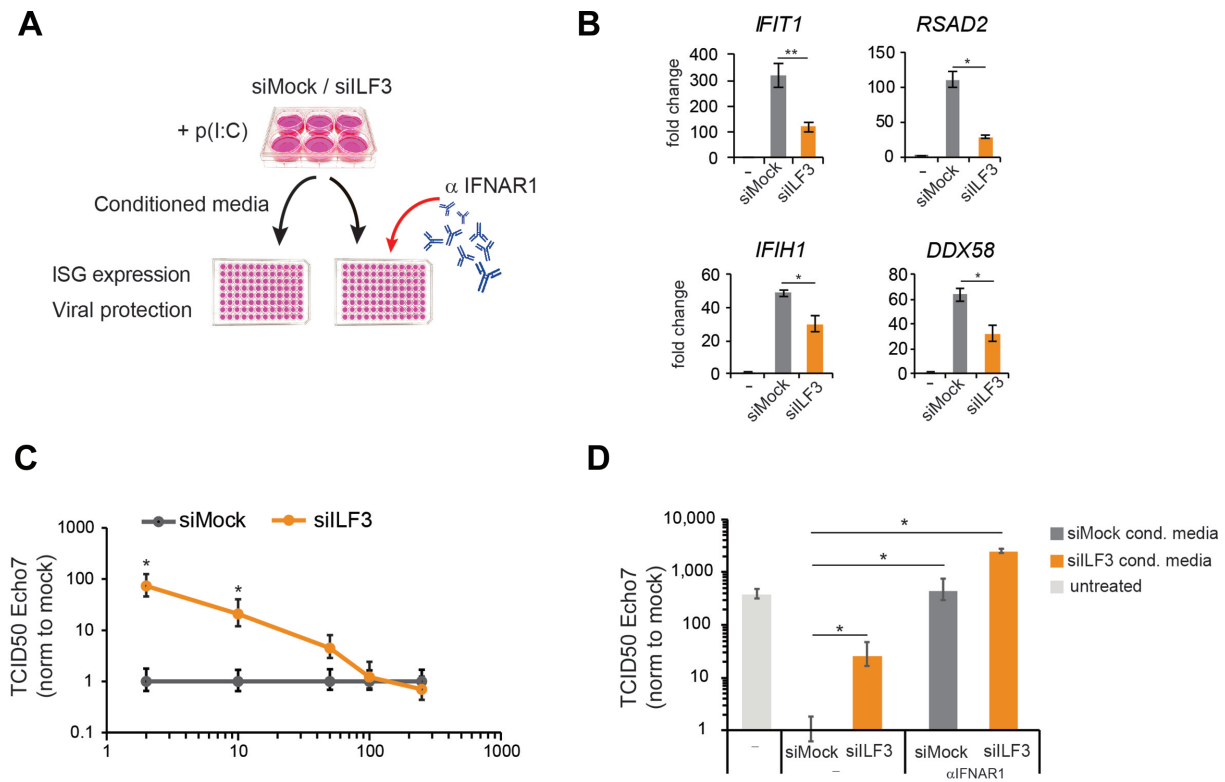 A
siMock / siILF3
+ p(I:C)
α IFNAR1
Conditioned media
ISG expression
Viral protection
B
IFIT1
fold change
400
300
200
100
0
**
-
siMock
siILF3
RSAD2
150
100
50
0
*
-
siMock
siILF3
IFIH1
fold change
60
40
20
0
*
-
siMock
siILF3
DDX58
80
60
40
20
0
*
-
siMock
siILF3
C
siMock
siILF3
TCID50 Echo7
(norm to mock)
1000
100
10
1
0.1
*
*
1
10
100
1000
D
TCID50 Echo7
(norm to mock)
10,000
1,000
100
10
1
*
*
*
siMock cond. media
siILF3 cond. media
untreated
-
siMock
siILF3
siMock
siILF3
-
αIFNAR1